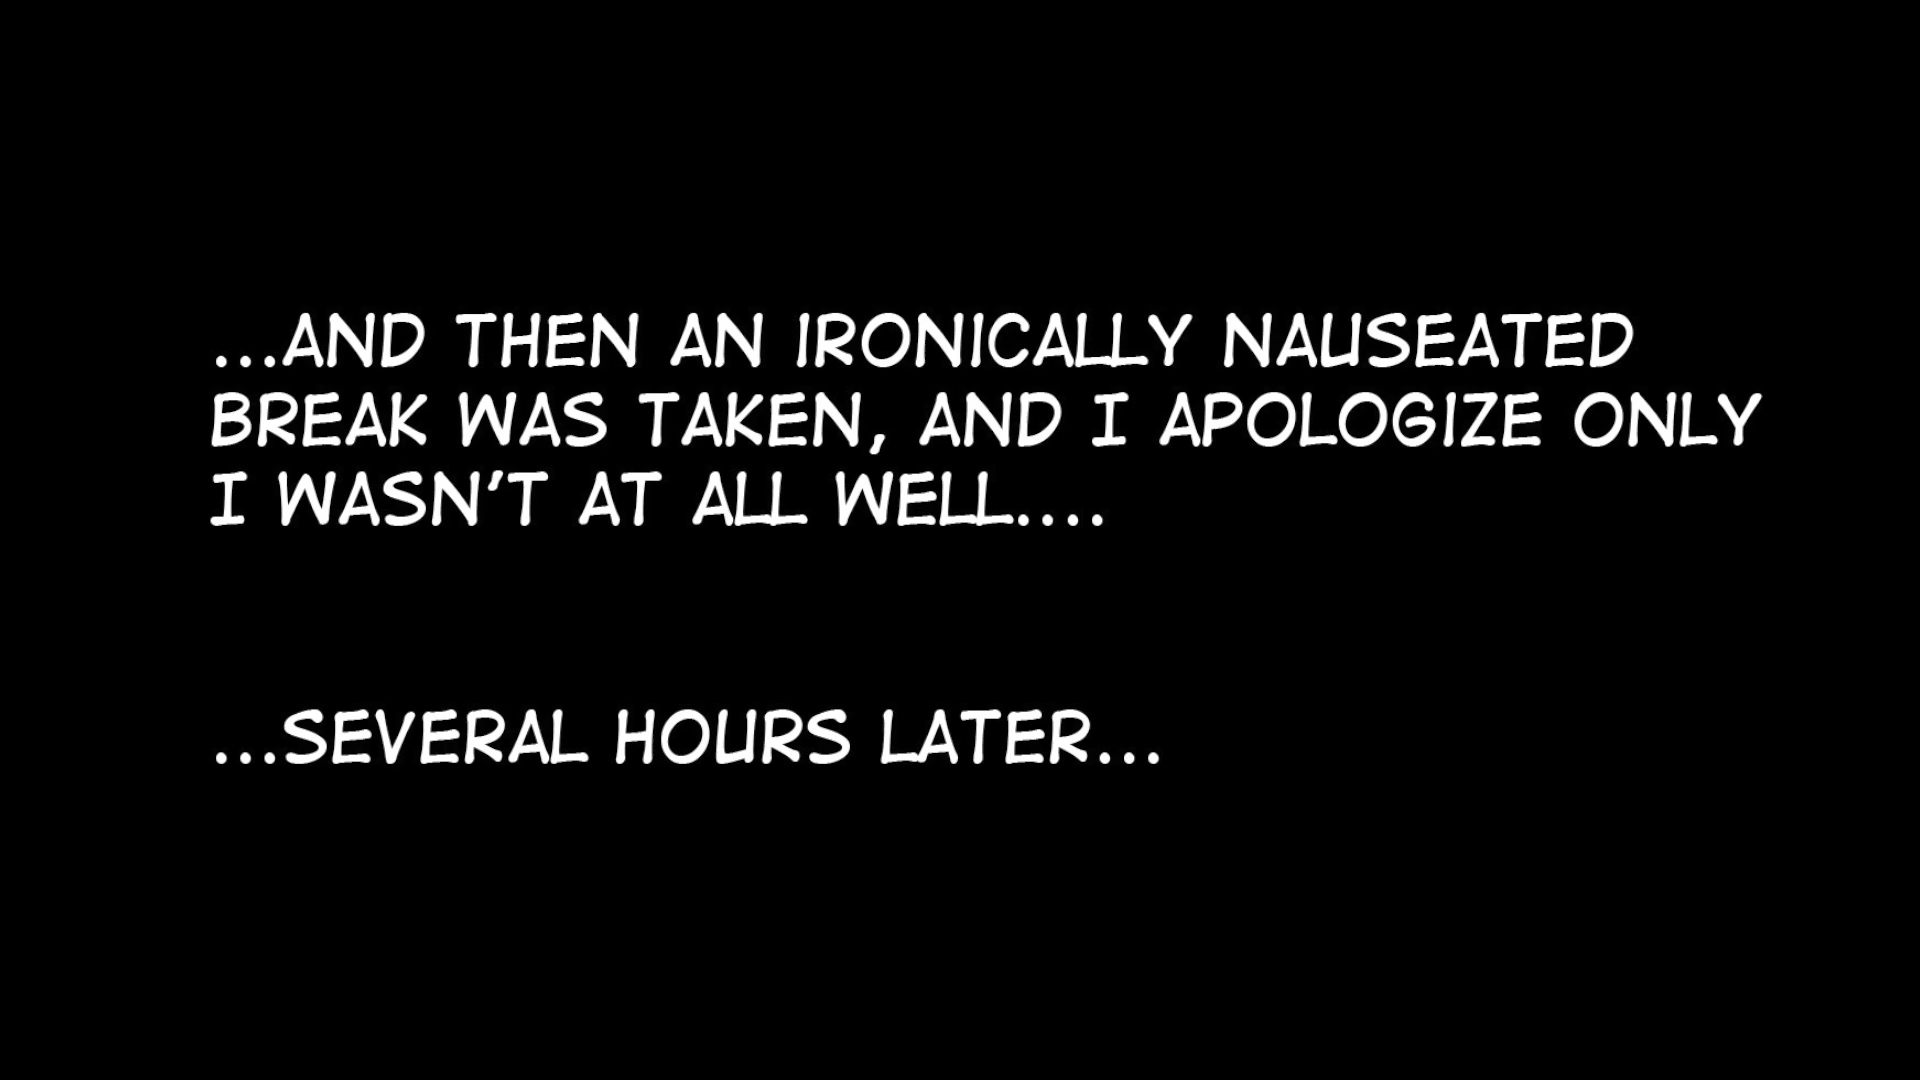 ...AND THEN AN IRONICALLY NAUSEATED
BREAK WAS TAKEN, AND I APOLOGIZE ONLY
I WASN'T AT ALL WELL....
...SEVERAL HOURS LATER...